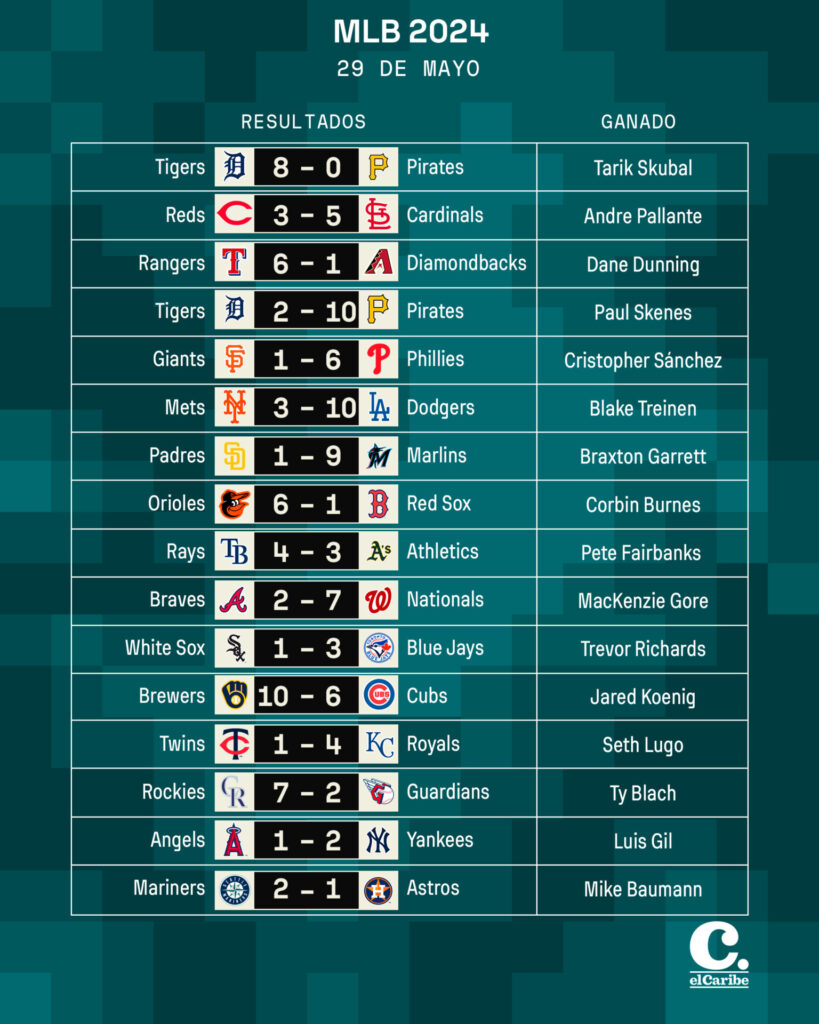 MLB 2024
29 DE MAYO
RESULTADOS GANADO
Tigers 8 - 0 Pirates Tarik Skubal
Reds 3 - 5 Cardinals Andre Pallante
Rangers 6 - 1 Diamondbacks Dane Dunning
Tigers 2 - 10 Pirates Paul Skenes
Giants 1 - 6 Phillies Cristopher Sánchez
Mets 3 - 10 Dodgers Blake Treinen
Padres 1 - 9 Marlins Braxton Garrett
Orioles 6 - 1 Red Sox Corbin Burnes
Rays 4 - 3 Athletics Pete Fairbanks
Braves 2 - 7 Nationals MacKenzie Gore
White Sox 1 - 3 Blue Jays Trevor Richards
Brewers 10 - 6 Cubs Jared Koenig
Twins 1 - 4 Royals Seth Lugo
Rockies 7 - 2 Guardians Ty Blach
Angels 1 - 2 Yankees Luis Gil
Mariners 2 - 1 Astros Mike Baumann
C.
elCaribe